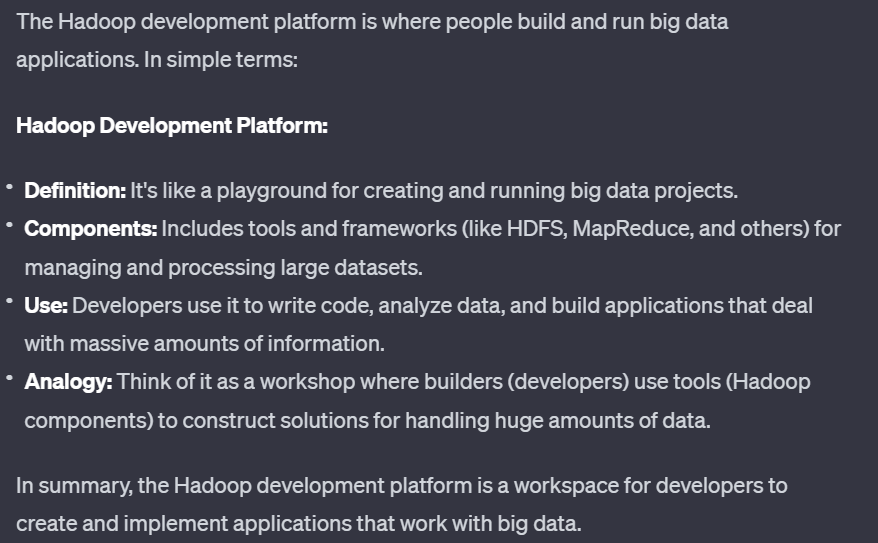 The Hadoop development platform is where people build and run big data
applications. In simple terms:
Hadoop Development Platform:
• Definition: It's like a playground for creating and running big data projects.
• Components: Includes tools and frameworks (like HDFS, MapReduce, and others) for
managing and processing large datasets.
• Use: Developers use it to write code, analyze data, and build applications that deal
with massive amounts of information.
• Analogy: Think of it as a workshop where builders (developers) use tools (Hadoop
components) to construct solutions for handling huge amounts of data.
In summary, the Hadoop development platform is a workspace for developers to
create and implement applications that work with big data.